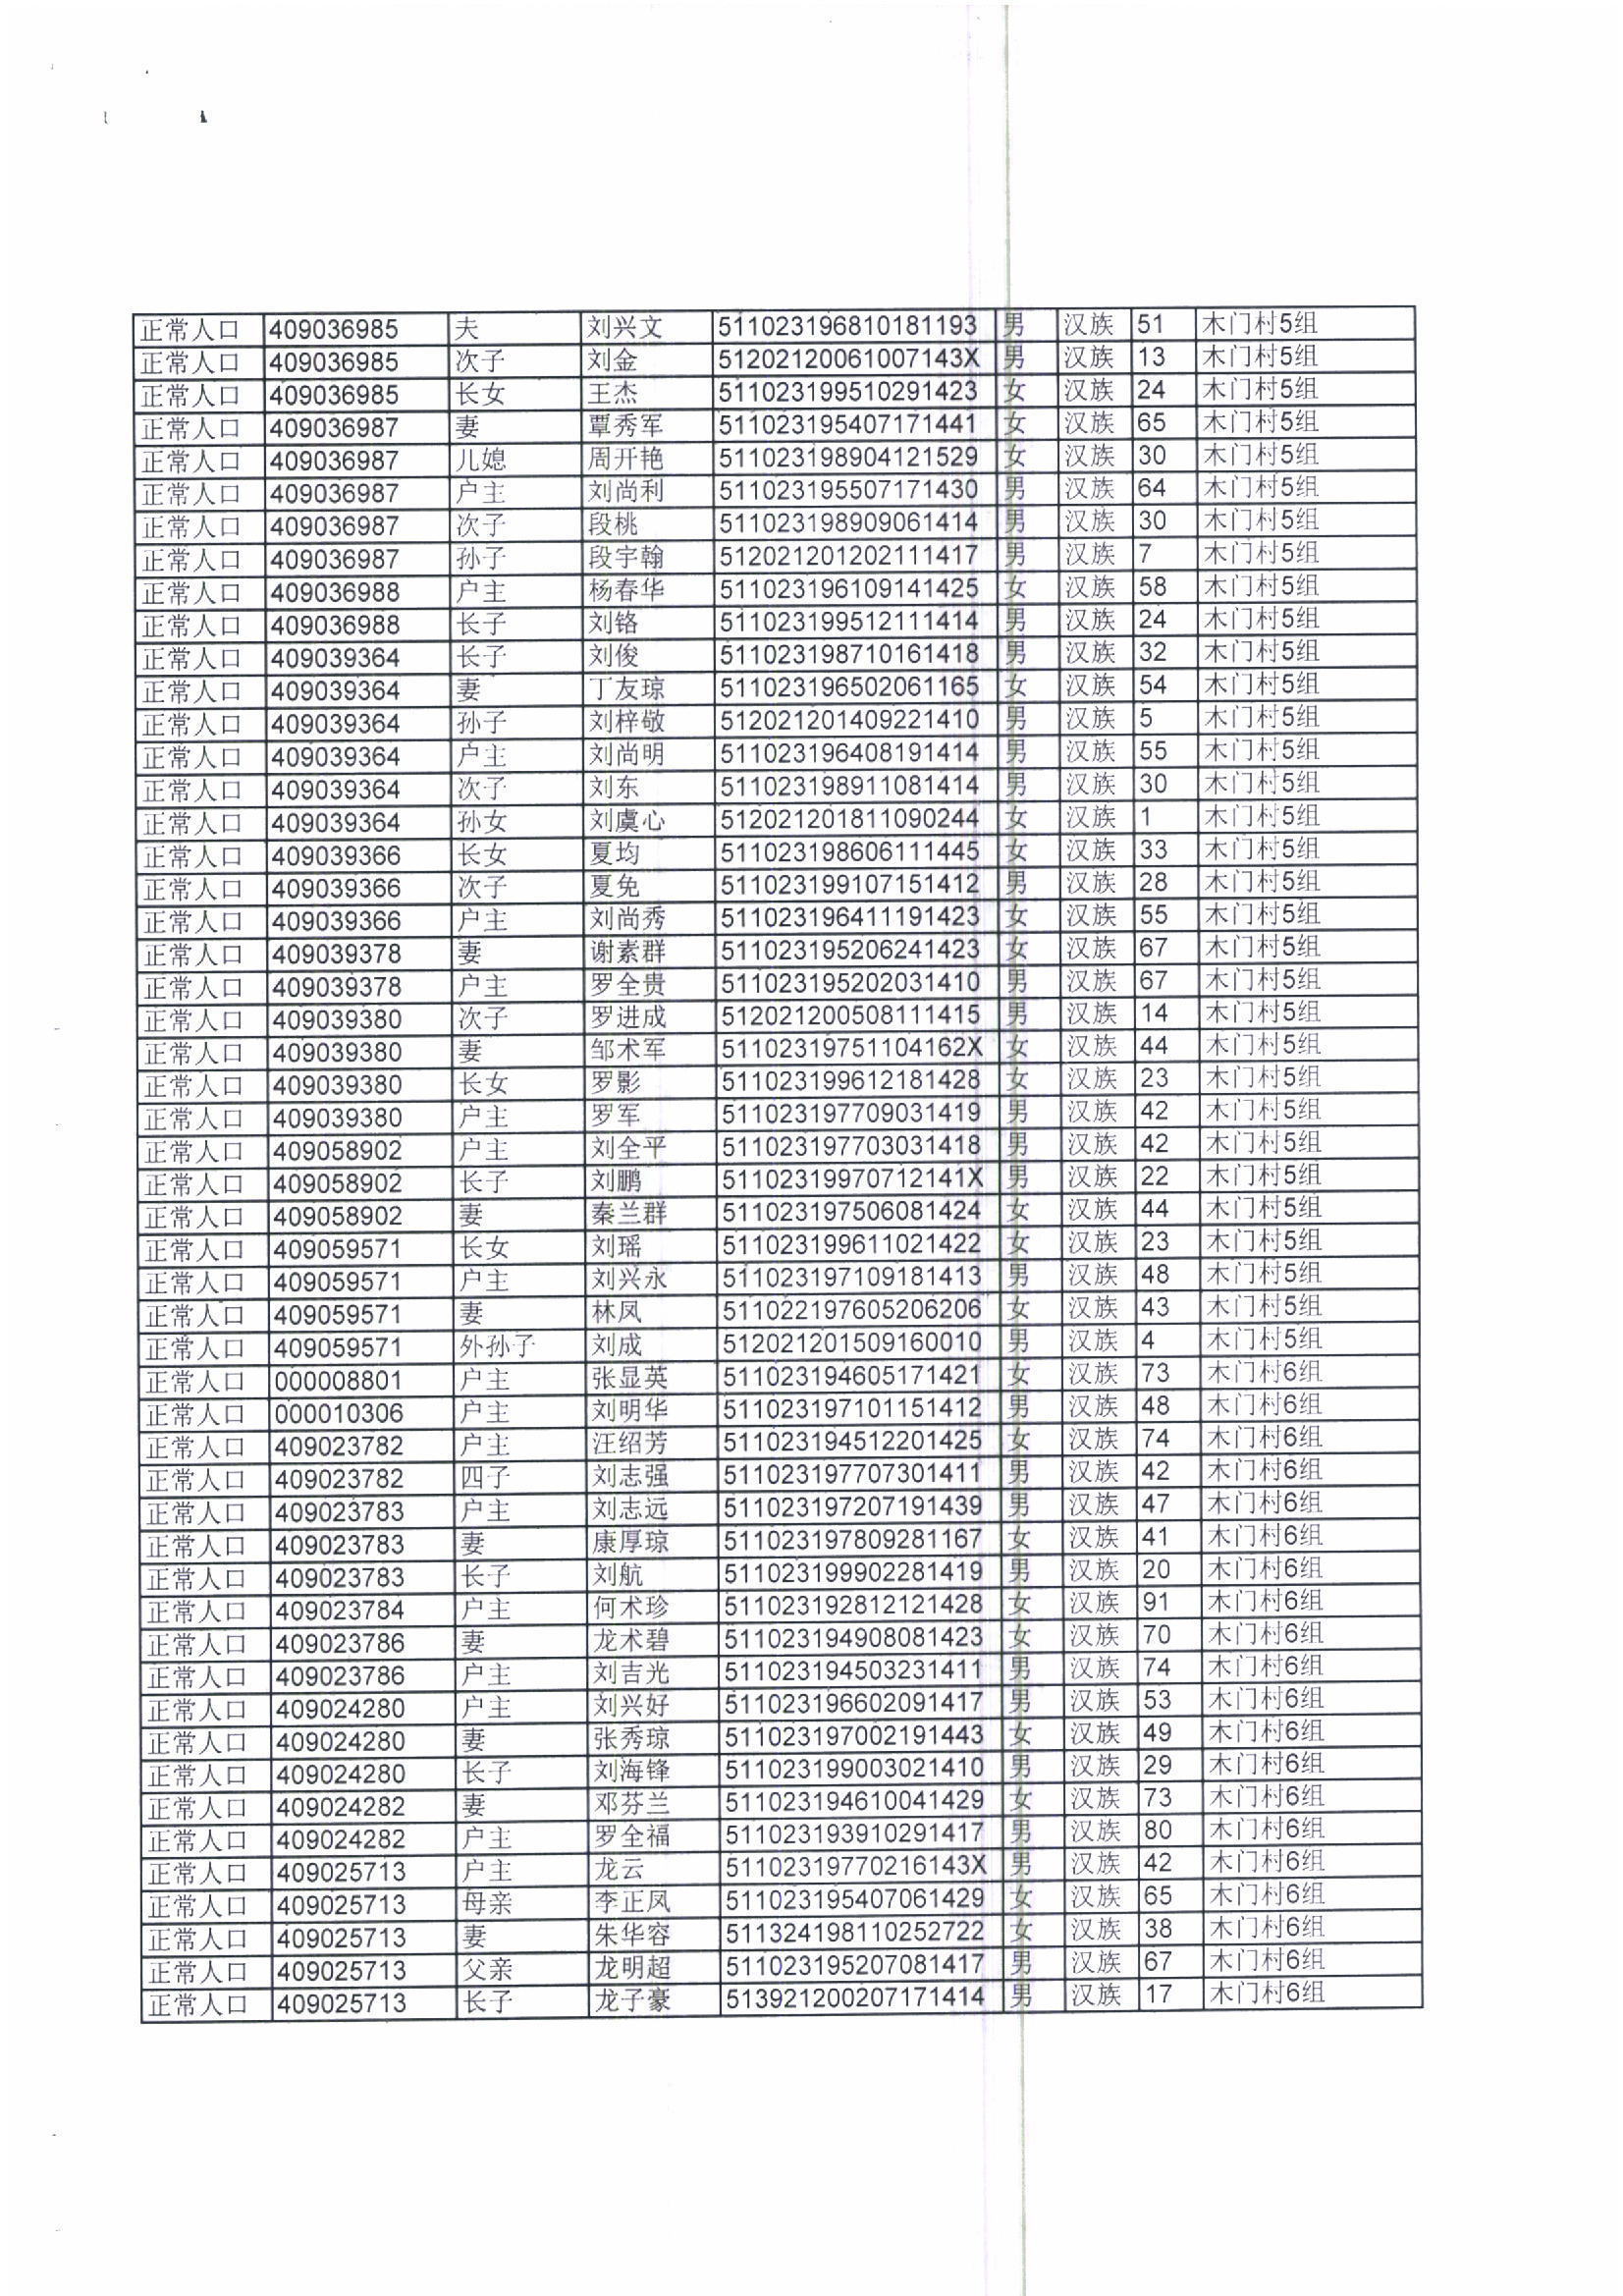 正常人口 409036985 夫 刘兴文 511023196810181193 男 汉族 51 木门村5组
正常人口 409036985 次子 刘金 51202120061007143X 男 汉族 13 木门村5组
正常人口 409036985 长女 王杰 511023199510291423 女 汉族 24 木门村5组
正常人口 409036987 妻 覃秀军 511023195407171441 女 汉族 65 木门村5组
正常人口 409036987 儿媳 周开艳 511023198904121529 女 汉族 30 木门村5组
正常人口 409036987 户主 刘尚利 511023195507171430 男 汉族 64 木门村5组
正常人口 409036987 次子 段桃 511023198909061414 男 汉族 30 木门村5组
正常人口 409036987 孙子 段宇翰 512021201202111417 男 汉族 7 木门村5组
正常人口 409036988 户主 杨春华 511023196109141425 女 汉族 58 木门村5组
正常人口 409036988 长子 刘铬 511023199512111414 男 汉族 24 木门村5组
正常人口 409039364 长子 刘俊 511023198710161418 男 汉族 32 木门村5组
正常人口 409039364 妻 丁友琼 511023196502061165 女 汉族 54 木门村5组
正常人口 409039364 孙子 刘梓敬 512021201409221410 男 汉族 5 木门村5组
正常人口 409039364 户主 刘尚明 511023196408191414 男 汉族 55 木门村5组
正常人口 409039364 次子 刘东 511023198911081414 男 汉族 30 木门村5组
正常人口 409039364 孙女 刘虞心 512021201811090244 女 汉族 1 木门村5组
正常人口 409039366 长女 夏均 511023198606111445 女 汉族 33 木门村5组
正常人口 409039366 次子 夏免 511023199107151412 男 汉族 28 木门村5组
正常人口 409039366 户主 刘尚秀 511023196411191423 女 汉族 55 木门村5组
正常人口 409039378 妻 谢素群 511023195206241423 女 汉族 67 木门村5组
正常人口 409039378 户主 罗全贵 511023195202031410 男 汉族 67 木门村5组
正常人口 409039380 次子 罗进成 512021200508111415 男 汉族 14 木门村5组
正常人口 409039380 妻 邹术军 51102319751104162X 女 汉族 44 木门村5组
正常人口 409039380 长女 罗影 511023199612181428 女 汉族 23 木门村5组
正常人口 409039380 户主 罗军 511023197709031419 男 汉族 42 木门村5组
正常人口 409058902 户主 刘全平 511023197703031418 男 汉族 42 木门村5组
正常人口 409058902 长子 刘鹏 51102319970712141X 男 汉族 22 木门村5组
正常人口 409058902 妻 秦兰群 511023197506081424 女 汉族 44 木门村5组
正常人口 409059571 长女 刘瑶 511023199611021422 女 汉族 23 木门村5组
正常人口 409059571 户主 刘兴永 511023197109181413 男 汉族 48 木门村5组
正常人口 409059571 妻 林凤 511022197605206206 女 汉族 43 木门村5组
正常人口 409059571 外孙子 刘成 512021201509160010 男 汉族 4 木门村5组
正常人口 000008801 户主 张显英 511023194605171421 女 汉族 73 木门村6组
正常人口 000010306 户主 刘明华 511023197101151412 男 汉族 48 木门村6组
正常人口 409023782 户主 汪绍芳 511023194512201425 女 汉族 74 木门村6组
正常人口 409023782 四子 刘志强 511023197707301411 男 汉族 42 木门村6组
正常人口 409023783 户主 刘志远 511023197207191439 男 汉族 47 木门村6组
正常人口 409023783 妻 康厚琼 511023197809281167 女 汉族 41 木门村6组
正常人口 409023783 长子 刘航 511023199902281419 男 汉族 20 木门村6组
正常人口 409023784 户主 何术珍 511023192812121428 女 汉族 91 木门村6组
正常人口 409023786 妻 龙术碧 511023194908081423 女 汉族 70 木门村6组
正常人口 409023786 户主 刘吉光 511023194503231411 男 汉族 74 木门村6组
正常人口 409024280 户主 刘兴好 511023196602091417 男 汉族 53 木门村6组
正常人口 409024280 妻 张秀琼 511023197002191443 女 汉族 49 木门村6组
正常人口 409024280 长子 刘海锋 511023199003021410 男 汉族 29 木门村6组
正常人口 409024282 妻 邓芬兰 511023194610041429 女 汉族 73 木门村6组
正常人口 409024282 户主 罗全福 511023193910291417 男 汉族 80 木门村6组
正常人口 409025713 户主 龙云 51102319770216143X 男 汉族 42 木门村6组
正常人口 409025713 母亲 李正凤 511023195407061429 女 汉族 65 木门村6组
正常人口 409025713 妻 朱华容 511324198110252722 女 汉族 38 木门村6组
正常人口 409025713 父亲 龙明超 511023195207081417 男 汉族 67 木门村6组
正常人口 409025713 长子 龙子豪 513921200207171414 男 汉族 17 木门村6组